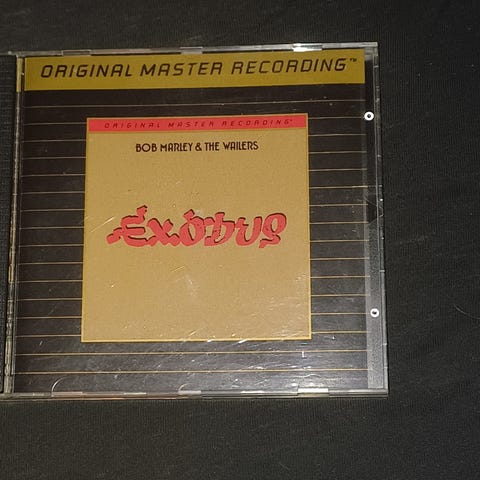 ORIGINAL MASTER RECORDING™
ORIGINAL MASTER RECORDING®
BOB MARLEY & THE WAILERS
EXODUS